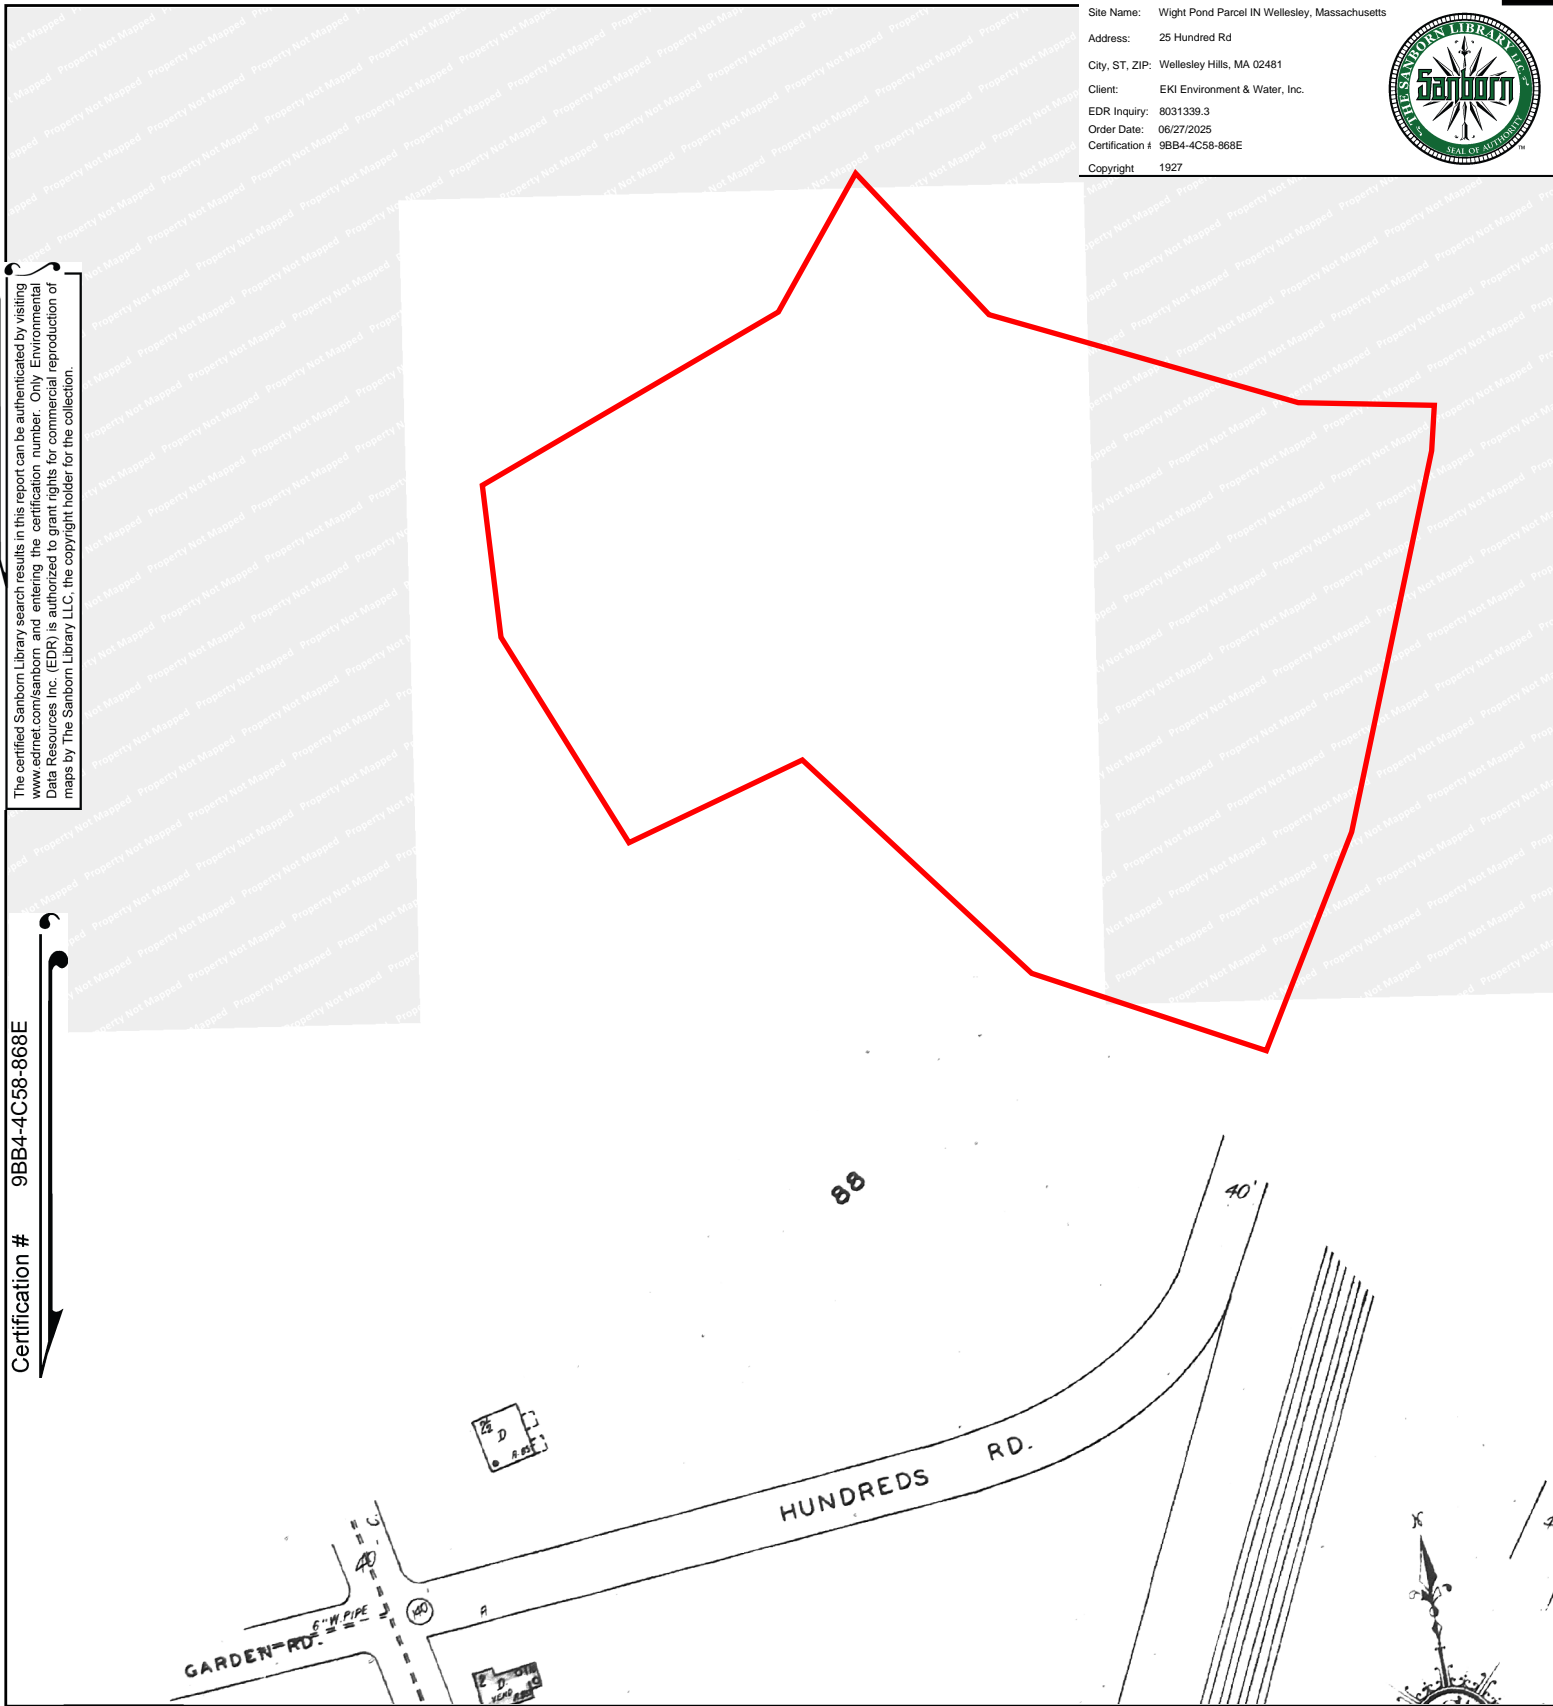 Site Name: Wight Pond Parcel IN Wellesley, Massachusetts
Address: 25 Hundred Rd
City, ST, ZIP: Wellesley Hills, MA 02481
Client: EKI Environment & Water, Inc.
EDR Inquiry: 8031339.3
Order Date: 06/27/2025
Certification # 9BB4-4C58-868E
Copyright 1927
THE SANBORN LIBRARY, LLC.
Sanborn
SEAL OF AUTHORITY
TM
The certified Sanborn Library search results in this report can be authenticated by visiting
www.edrnet.com/sanborn and entering the certification number. Only Environmental
Data Resources Inc. (EDR) is authorized to grant rights for commercial reproduction of
maps by The Sanborn Library LLC, the copyright holder for the collection.
Certification # 9BB4-4C58-868E
Property Not Mapped
88
40'
HUNDREDS RD.
D
40'
6" W. PIPE
140
A
GARDEN RD.
2
D
N